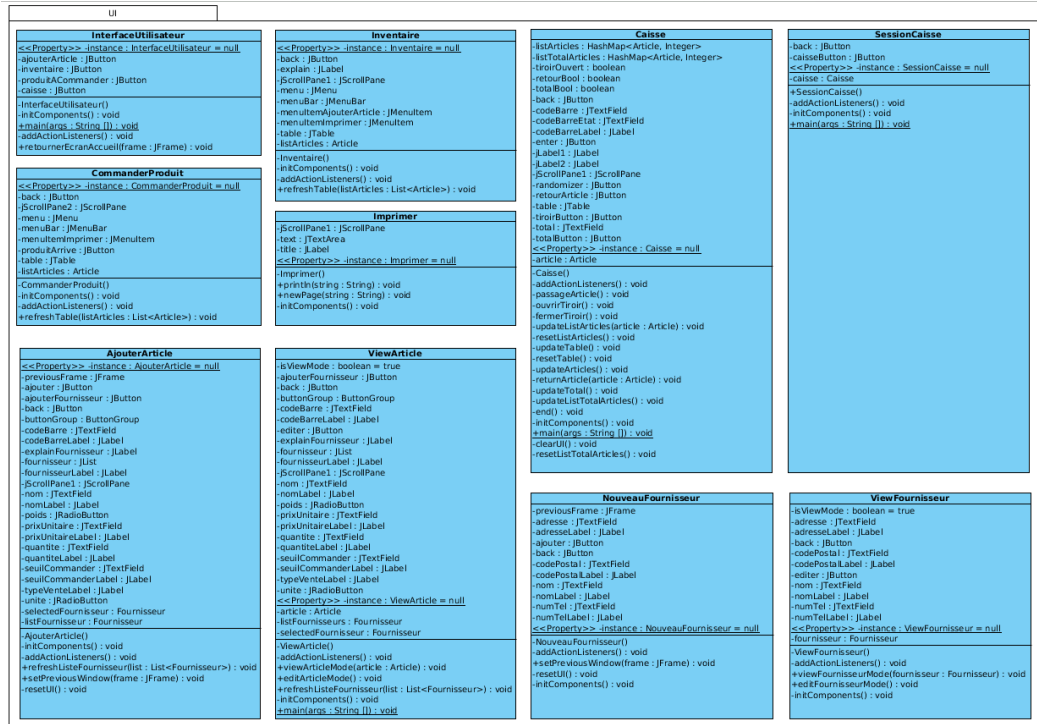 UI
InterfaceUtilisateur
<<Property>> -instance : InterfaceUtilisateur = null
-ajouterArticle : JButton
-inventaire : JButton
-produitACommander : JButton
-caisse : JButton
-InterfaceUtilisateur()
-initComponents() : void
+main(args : String []) : void
-addActionListeners() : void
+retournerEcranAccueil(frame : JFrame) : void
CommanderProduit
<<Property>> -instance : CommanderProduit = null
-back : JButton
-jScrollPane2 : JScrollPane
-menu : JMenu
-menuBar : JMenuBar
-menuItemImprimer : JMenuItem
-produitArrive : JButton
-table : JTable
-listArticles : Article
-CommanderProduit()
-initComponents() : void
-addActionListeners() : void
+refreshTable(listArticles : List<Article>) : void
Inventaire
<<Property>> -instance : Inventaire = null
-back : JButton
-explain : JLabel
-jScrollPane1 : JScrollPane
-menu : JMenu
-menuBar : JMenuBar
-menuItemAjouterArticle : JMenuItem
-menuItemImprimer : JMenuItem
-table : JTable
-listArticles : Article
-Inventaire()
-initComponents() : void
-addActionListeners() : void
+refreshTable(listArticles : List<Article>) : void
Imprimer
-jScrollPane1 : JScrollPane
-text : JTextArea
-title : JLabel
<<Property>> -instance : Imprimer = null
-Imprimer()
+println(string : String) : void
+newPage(string : String) : void
-initComponents() : void
Caisse
-listArticles : HashMap<Article, Integer>
-listTotalArticles : HashMap<Article, Integer>
-tiroirOuvert : boolean
-retourBool : boolean
-totalBool : boolean
-back : JButton
-codeBarre : JTextField
-codeBarreEtat : JTextField
-codeBarreLabel : JLabel
-enter : JButton
-jLabel1 : JLabel
-jLabel2 : JLabel
-jScrollPane1 : JScrollPane
-randomizer : JButton
-retourArticle : JButton
-table : JTable
-tiroirButton : JButton
-total : JTextField
-totalButton : JButton
<<Property>> -instance : Caisse = null
-article : Article
-Caisse()
-addActionListeners() : void
-passageArticle() : void
-ouvrirTiroir() : void
-fermerTiroir() : void
-updateListArticles(article : Article) : void
-resetListArticles() : void
-updateTable() : void
-resetTable() : void
-updateArticles() : void
-returnArticle(article : Article) : void
-updateTotal() : void
-updateListTotalArticles() : void
-end() : void
-initComponents() : void
+main(args : String []) : void
-clearUI() : void
-resetListTotalArticles() : void
SessionCaisse
-back : JButton
-caisseButton : JButton
<<Property>> -instance : SessionCaisse = null
-caisse : Caisse
+SessionCaisse()
-addActionListeners() : void
-initComponents() : void
+main(args : String []) : void
AjouterArticle
<<Property>> -instance : AjouterArticle = null
-previousFrame : JFrame
-ajouter : JButton
-ajouterFournisseur : JButton
-back : JButton
-buttonGroup : ButtonGroup
-codeBarre : JTextField
-codeBarreLabel : JLabel
-explainFournisseur : JLabel
-fournisseur : JList
-fournisseurLabel : JLabel
-jScrollPane1 : JScrollPane
-nom : JTextField
-nomLabel : JLabel
-poids : JRadioButton
-prixUnitaire : JTextField
-prixUnitaireLabel : JLabel
-quantite : JTextField
-quantiteLabel : JLabel
-seuilCommander : JTextField
-seuilCommanderLabel : JLabel
-typeVenteLabel : JLabel
-unite : JRadioButton
-selectedFournisseur : Fournisseur
-listFournisseur : Fournisseur
-AjouterArticle()
-initComponents() : void
-addActionListeners() : void
+refreshListeFournisseur(list : List<Fournisseur>) : void
+setPreviousWindow(frame : JFrame) : void
-resetUI() : void
ViewArticle
-isViewMode : boolean = true
-ajouterFournisseur : JButton
-back : JButton
-buttonGroup : ButtonGroup
-codeBarre : JTextField
-codeBarreLabel : JLabel
-editer : JButton
-explainFournisseur : JLabel
-fournisseur : JList
-fournisseurLabel : JLabel
-jScrollPane1 : JScrollPane
-nom : JTextField
-nomLabel : JLabel
-poids : JRadioButton
-prixUnitaire : JTextField
-prixUnitaireLabel : JLabel
-quantite : JTextField
-quantiteLabel : JLabel
-seuilCommander : JTextField
-seuilCommanderLabel : JLabel
-typeVenteLabel : JLabel
-unite : JRadioButton
<<Property>> -instance : ViewArticle = null
-article : Article
-listFournisseurs : Fournisseur
-selectedFournisseur : Fournisseur
-ViewArticle()
-addActionListeners() : void
+viewArticleMode(article : Article) : void
+editArticleMode() : void
+refreshListeFournisseur(list : List<Fournisseur>) : void
-initComponents() : void
+main(args : String []) : void
NouveauFournisseur
-previousFrame : JFrame
-adresse : JTextField
-adresseLabel : JLabel
-ajouter : JButton
-back : JButton
-codePostal : JTextField
-codePostalLabel : JLabel
-nom : JTextField
-nomLabel : JLabel
-numTel : JTextField
-numTelLabel : JLabel
<<Property>> -instance : NouveauFournisseur = null
-NouveauFournisseur()
-addActionListeners() : void
+setPreviousWindow(frame : JFrame) : void
-resetUI() : void
-initComponents() : void
ViewFournisseur
-isViewMode : boolean = true
-adresse : JTextField
-adresseLabel : JLabel
-back : JButton
-codePostal : JTextField
-codePostalLabel : JLabel
-editer : JButton
-nom : JTextField
-nomLabel : JLabel
-numTel : JTextField
-numTelLabel : JLabel
<<Property>> -instance : ViewFournisseur = null
-fournisseur : Fournisseur
-ViewFournisseur()
-addActionListeners() : void
+viewFournisseurMode(fournisseur : Fournisseur) : void
+editFournisseurMode() : void
-initComponents() : void